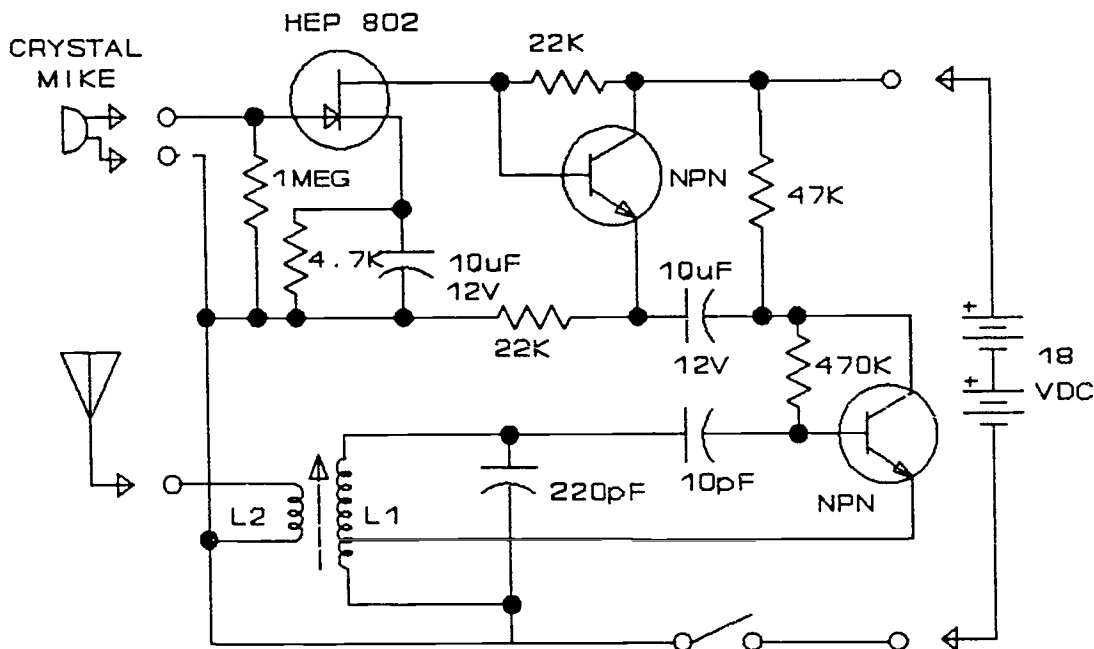 HEP 802
CRYSTAL
MIKE
22K
1MEG
NPN
47K
4.7K
10uF
12V
10uF
22K
12V
470K
18
VDC
L2
L1
220pF
10pF
NPN
+
+